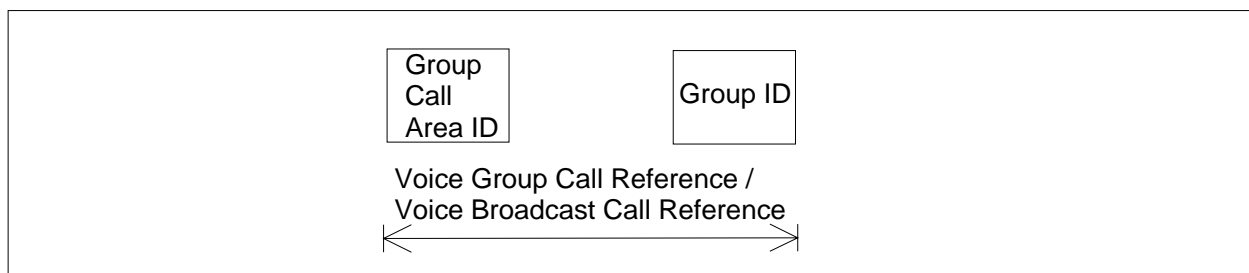 Group
Call
Area ID
Group ID
Voice Group Call Reference /
Voice Broadcast Call Reference